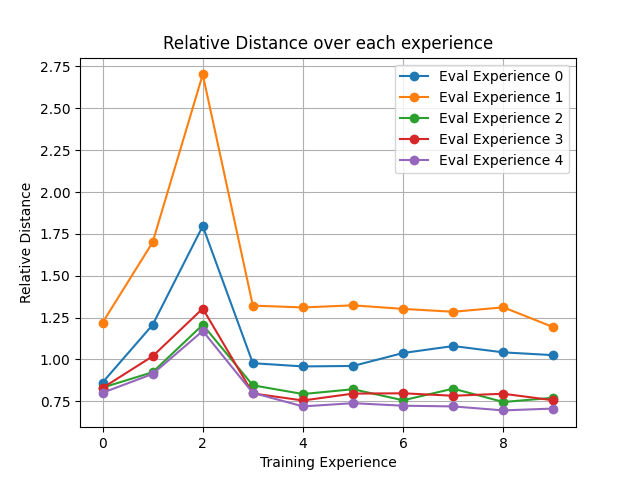 Relative Distance over each experience
Eval Experience 0
Eval Experience 1
Eval Experience 2
Eval Experience 3
Eval Experience 4
Relative Distance
2.75
2.50
2.25
2.00
1.75
1.50
1.25
1.00
0.75
0 2 4 6 8
Training Experience